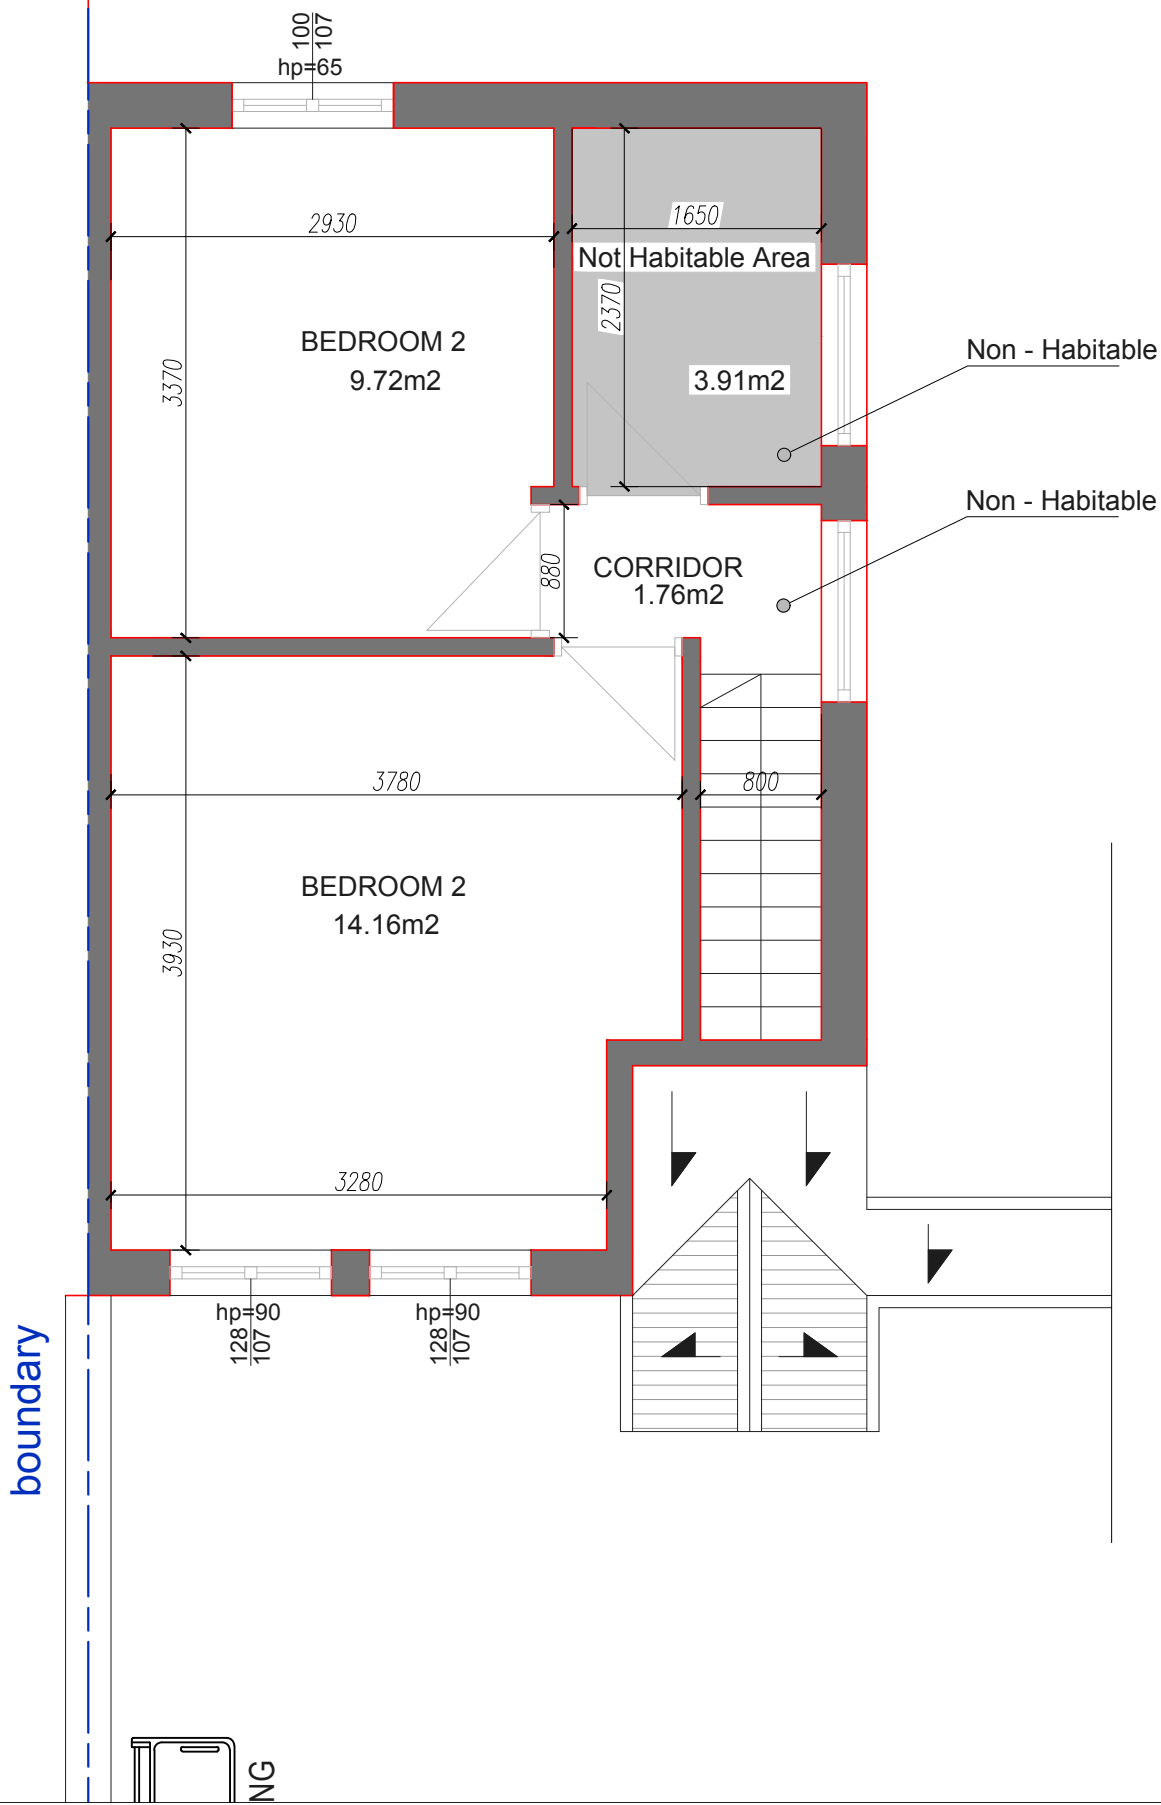 100
107
hp=65
2930
1650
Not Habitable Area
2370
BEDROOM 2
9.72m2
3370
3.91m2
Non - Habitable
Non - Habitable
880
CORRIDOR
1.76m2
3780
800
BEDROOM 2
14.16m2
3930
3280
hp=90
128
107
hp=90
128
107
boundary
NG